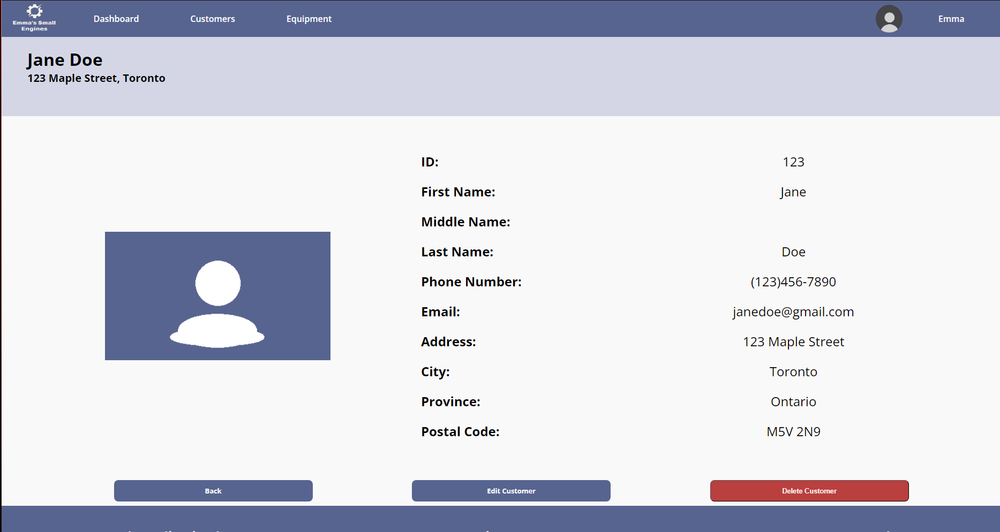 Emma's Small
Engines
Dashboard
Customers
Equipment
Emma
Jane Doe
123 Maple Street, Toronto
ID: 123
First Name: Jane
Middle Name:
Last Name: Doe
Phone Number: (123)456-7890
Email: janedoe@gmail.com
Address: 123 Maple Street
City: Toronto
Province: Ontario
Postal Code: M5V 2N9
Back
Edit Customer
Delete Customer